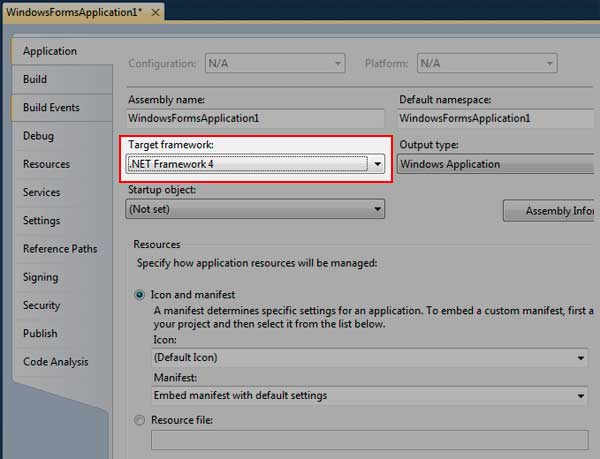 WindowsFormsApplication1*
Application
Build
Build Events
Debug
Resources
Services
Settings
Reference Paths
Signing
Security
Publish
Code Analysis
Configuration: N/A Platform: N/A
Assembly name: Default namespace:
WindowsFormsApplication1 WindowsFormsApplication1
Target framework: Output type:
.NET Framework 4 Windows Application
Startup object:
(Not set) Assembly Infor
Resources
Specify how application resources will be managed:
Icon and manifest
A manifest determines specific settings for an application. To embed a custom manifest, first a
your project and then select it from the list below.
Icon:
(Default Icon)
Manifest:
Embed manifest with default settings
Resource file: